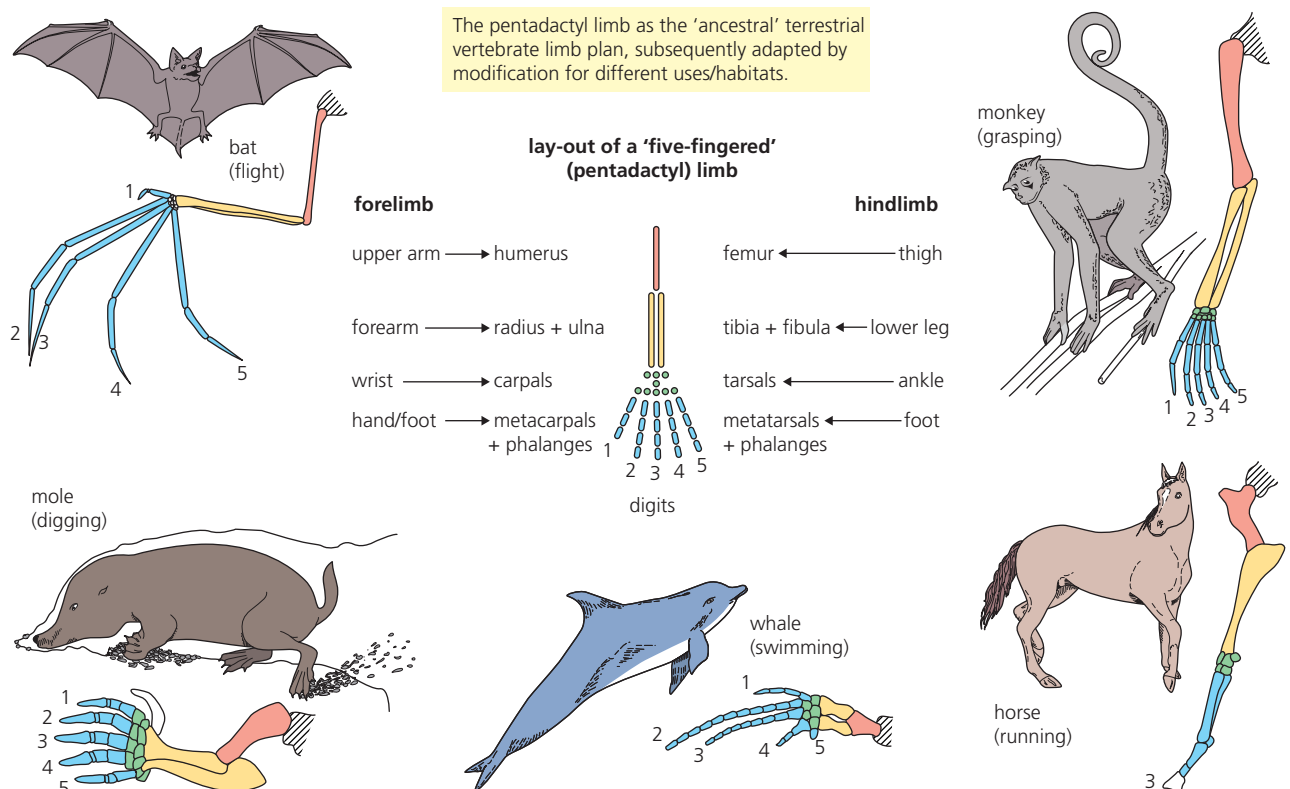 The pentadactyl limb as the ‘ancestral’ terrestrial
vertebrate limb plan, subsequently adapted by
modification for different uses/habitats.
bat
(flight)
1
2
3
4
5
monkey
(grasping)
1
2
3
4
5
lay-out of a ‘five-fingered’
(pentadactyl) limb
forelimb
hindlimb
upper arm
humerus
femur
thigh
forearm
radius + ulna
tibia + fibula
lower leg
wrist
carpals
tarsals
ankle
hand/foot
metacarpals
+ phalanges
metatarsals
+ phalanges
foot
1
2
3
4
5
digits
mole
(digging)
1
2
3
4
5
whale
(swimming)
1
2
3
4
5
horse
(running)
3